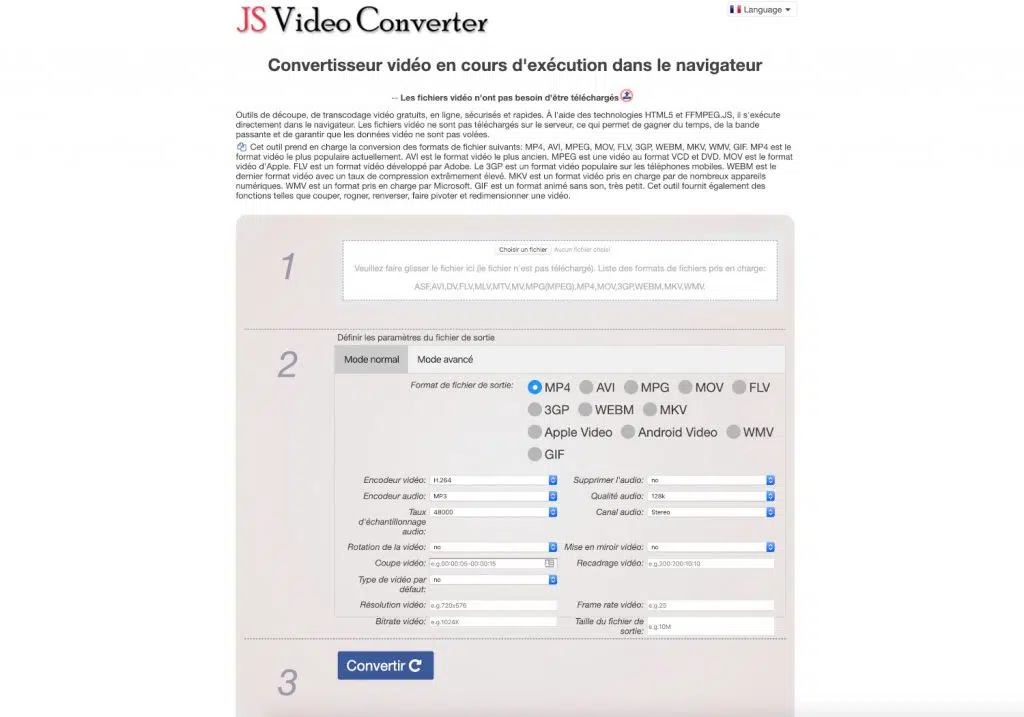 JS Video Converter
Language
Convertisseur vidéo en cours d'exécution dans le navigateur
-- Les fichiers vidéo n'ont pas besoin d'être téléchargés
Outils de découpe, de transcodage vidéo gratuits, en ligne, sécurisés et rapides. À l'aide des technologies HTML5 et FFMPEG.JS, il s'exécute
directement dans le navigateur. Les fichiers vidéo ne sont pas téléchargés sur le serveur, ce qui permet de gagner du temps, de la bande
passante et de garantir que les données vidéo ne sont pas volées.
Cet outil prend en charge la conversion des formats de fichier suivants: MP4, AVI, MPEG, MOV, FLV, 3GP, WEBM, MKV, WMV, GIF. MP4 est le
format vidéo le plus populaire actuellement. AVI est le format vidéo le plus ancien. MPEG est une vidéo au format VCD et DVD. MOV est le format
vidéo d'Apple. FLV est un format vidéo développé par Adobe. Le 3GP est un format vidéo populaire sur les téléphones mobiles. WEBM est le
dernier format vidéo avec un taux de compression extrêmement élevé. MKV est un format vidéo pris en charge par de nombreux appareils
numériques. WMV est un format pris en charge par Microsoft. GIF est un format animé sans son, très petit. Cet outil fournit également des
fonctions telles que couper, rogner, renverser, faire pivoter et redimensionner une vidéo.
1
Choisir un fichier Aucun fichier choisi
Veuillez faire glisser le fichier ici (le fichier n'est pas téléchargé). Liste des formats de fichiers pris en charge:
ASF,AVI,DV,FLV,MLV,MTV,MV,MPG(MPEG),MP4,MOV,3GP,WEBM,MKV,WMV.
2
Définir les paramètres du fichier de sortie
Mode normal Mode avancé
Format de fichier de sortie: MP4 AVI MPG MOV FLV
3GP WEBM MKV
Apple Video Android Video WMV
GIF
Encodeur vidéo: H.264 Supprimer l'audio: no
Encodeur audio: MP3 Qualité audio: 128k
Taux 48000 Canal audio: Stereo
d'échantillonnage
audio:
Rotation de la vidéo: no Mise en miroir vidéo: no
Coupe vidéo: e.g.00:00:05-00:00:15 Recadrage vidéo: e.g.200:200:10:10
Type de vidéo par no
défaut:
Résolution vidéo: e.g.720x576 Frame rate vidéo: e.g.25
Bitrate vidéo: e.g.1024K Taille du fichier de e.g.10M
sortie:
3
Convertir